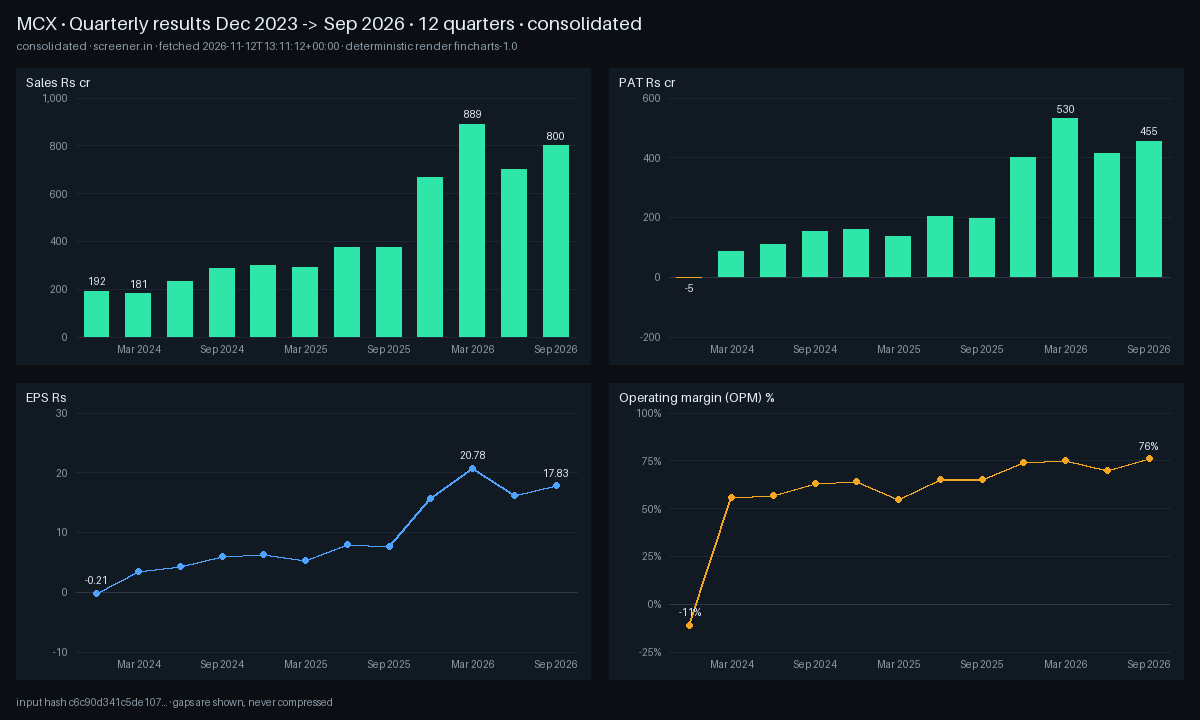 MCX · Quarterly results Dec 2023 -> Sep 2026 · 12 quarters · consolidated
consolidated · screener.in · fetched 2026-11-12T13:11:12+00:00 · deterministic render fincharts-1.0
Sales Rs cr
1,000
800
600
400
200
0
192
181
889
800
Mar 2024
Sep 2024
Mar 2025
Sep 2025
Mar 2026
Sep 2026
PAT Rs cr
600
400
200
0
-200
-5
530
455
Mar 2024
Sep 2024
Mar 2025
Sep 2025
Mar 2026
Sep 2026
EPS Rs
30
20
10
0
-10
-0.21
20.78
17.83
Mar 2024
Sep 2024
Mar 2025
Sep 2025
Mar 2026
Sep 2026
Operating margin (OPM) %
100%
75%
50%
25%
0%
-25%
-11%
76%
Mar 2024
Sep 2024
Mar 2025
Sep 2025
Mar 2026
Sep 2026
input hash c6c90d341c5de107… · gaps are shown, never compressed